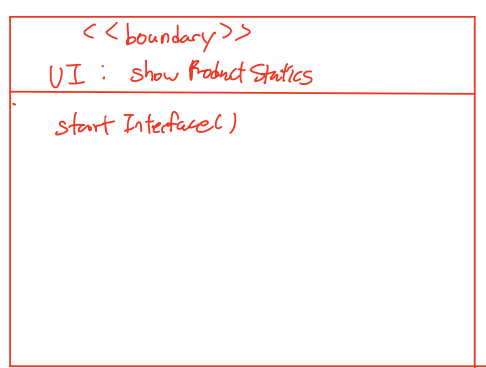 <<boundary>>
UI : show Product Statics
start Interface()